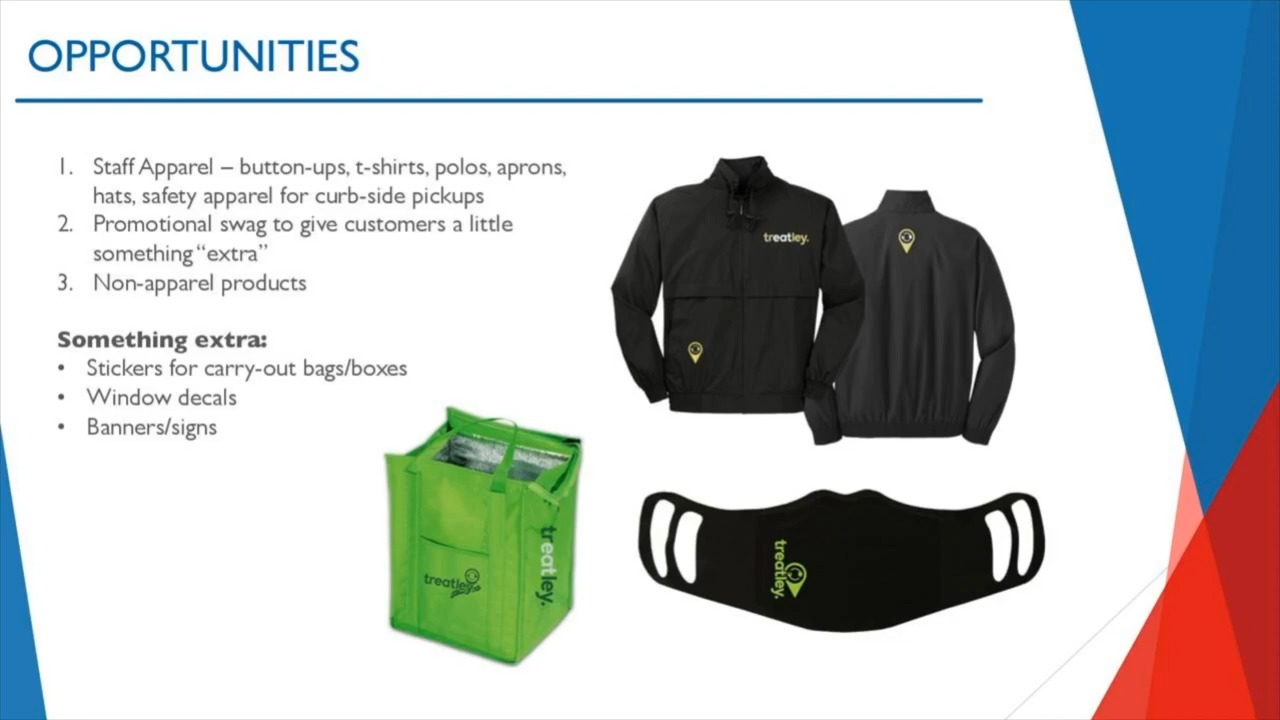 OPPORTUNITIES
1. Staff Apparel – button-ups, t-shirts, polos, aprons,
hats, safety apparel for curb-side pickups
2. Promotional swag to give customers a little
something “extra”
3. Non-apparel products
Something extra:
• Stickers for carry-out bags/boxes
• Window decals
• Banners/signs
treatley.
treatley
treatley.
treatley.